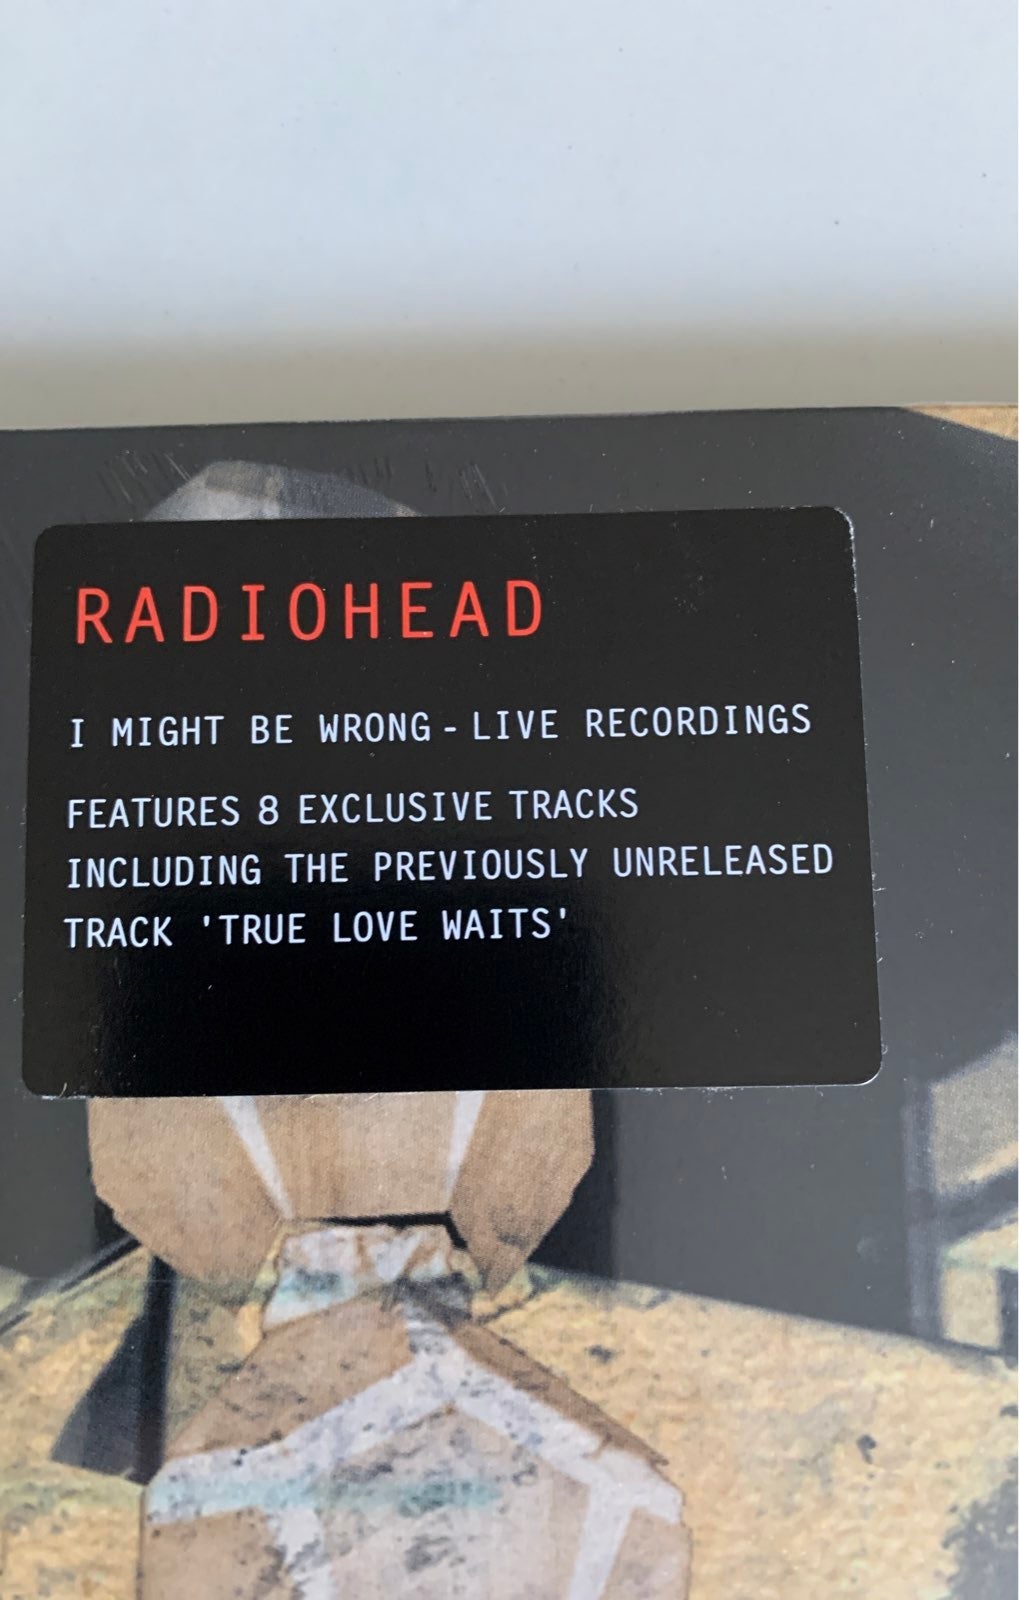 RADIOHEAD
I MIGHT BE WRONG - LIVE RECORDINGS
FEATURES 8 EXCLUSIVE TRACKS
INCLUDING THE PREVIOUSLY UNRELEASED
TRACK 'TRUE LOVE WAITS'